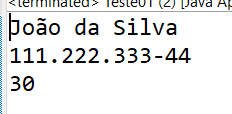 <terminated> Teste01 (2) [Java Ap
João da Silva
111.222.333-44
30